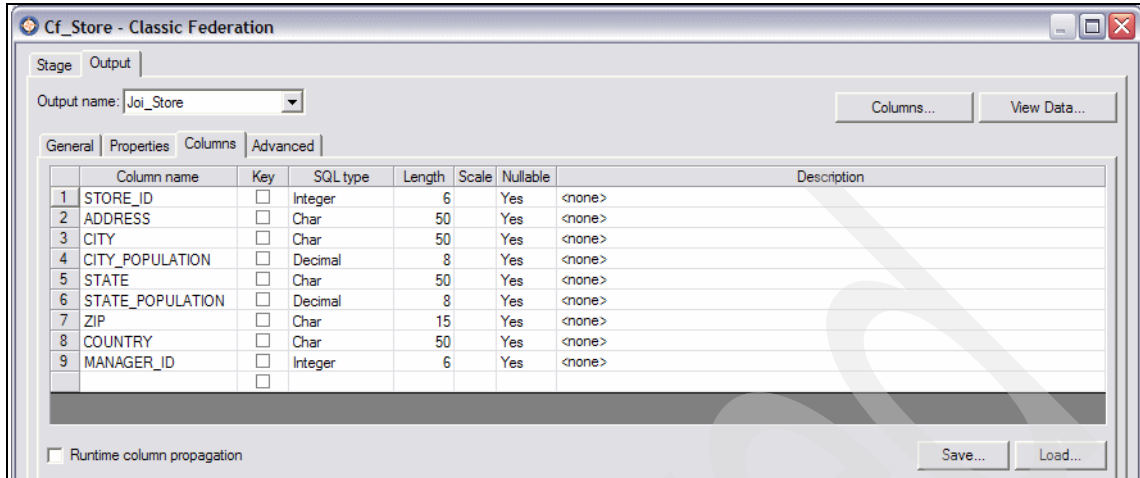 Cf_Store - Classic Federation
Stage Output
Output name: Joi_Store Columns... View Data...
General Properties Columns Advanced
Column name Key SQL type Length Scale Nullable Description
1 STORE_ID Integer 6 Yes <none>
2 ADDRESS Char 50 Yes <none>
3 CITY Char 50 Yes <none>
4 CITY_POPULATION Decimal 8 Yes <none>
5 STATE Char 50 Yes <none>
6 STATE_POPULATION Decimal 8 Yes <none>
7 ZIP Char 15 Yes <none>
8 COUNTRY Char 50 Yes <none>
9 MANAGER_ID Integer 6 Yes <none>
Runtime column propagation Save... Load...